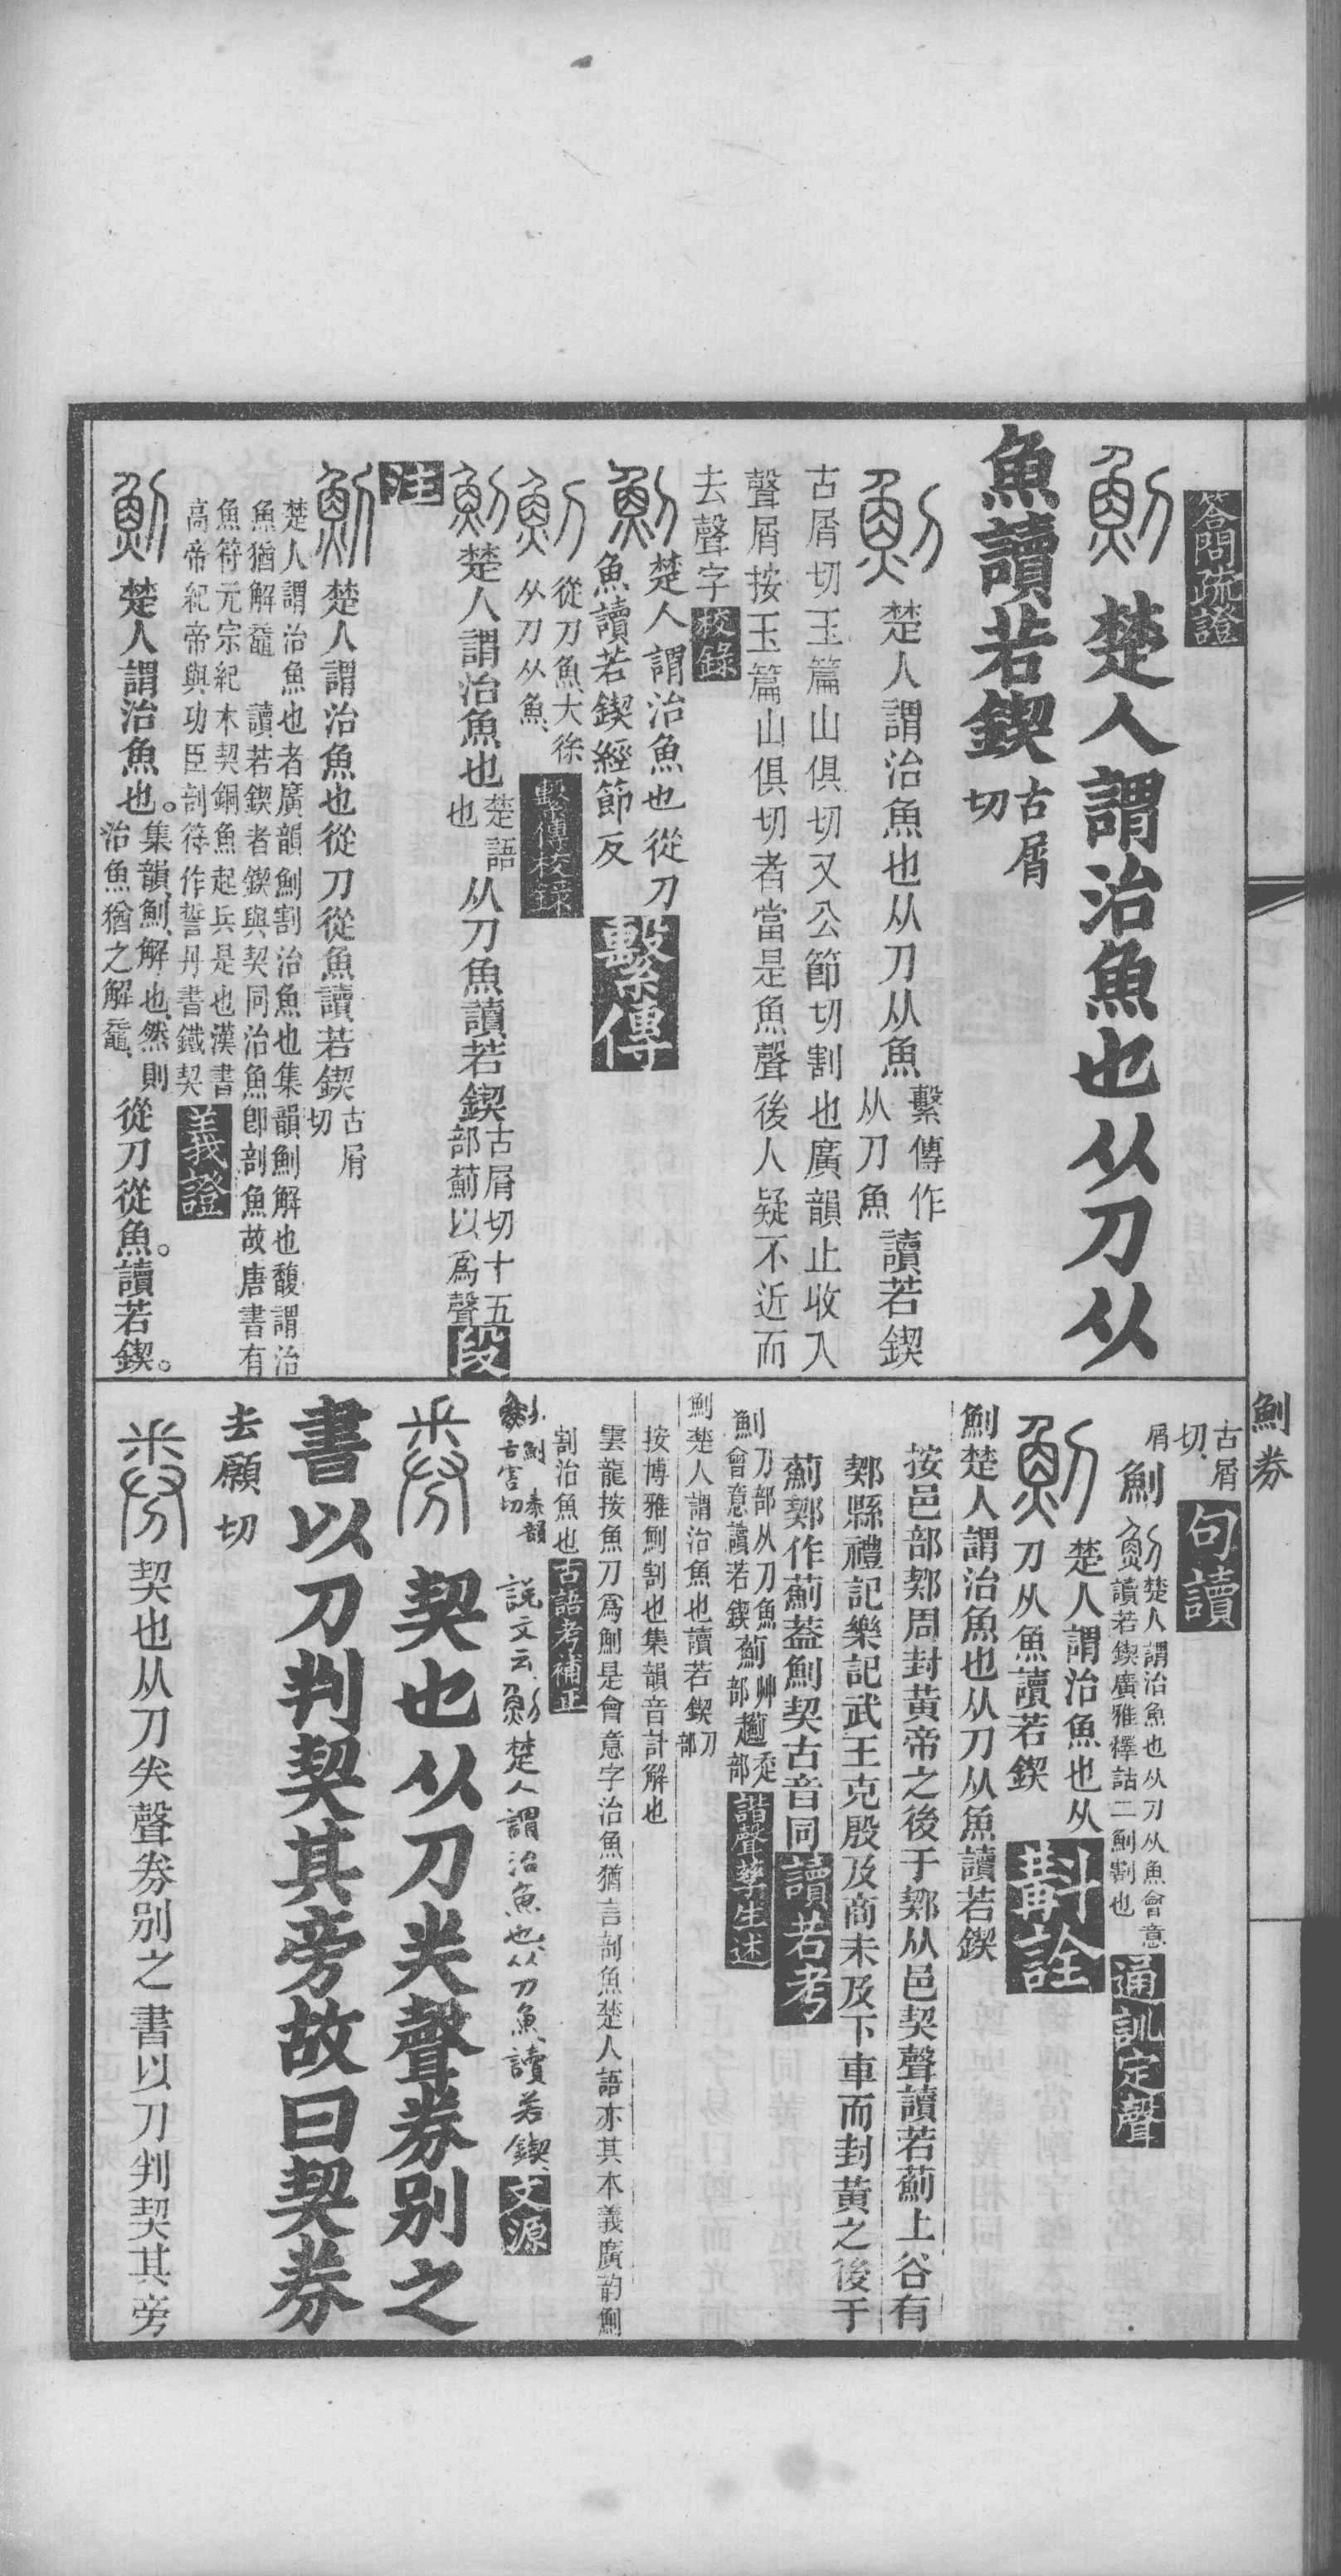 答問疏證
魝 楚人謂治魚也从刀从
魚讀若鍥 古屑切
魝 楚人謂治魚也从刀从魚 繫傳作从刀魚 讀若鍥
古屑切玉篇山俱切又公節切割也廣韻止收入
聲屑按玉篇山俱切者當是魚聲後人疑不近而
去聲字 校錄
魝 楚人謂治魚也從刀
魚讀若鍥經節反 繫傳
魝 從刀魚大徐
从刀从魚 繫傳校錄
魝 楚人謂治魚也 楚語也 从刀魚讀若鍥 古屑切十五部薊以爲聲 段
注
魝 楚人謂治魚也從刀從魚讀若鍥 古屑切
楚人謂治魚也者廣韻魝割治魚也集韻魝解也馥謂治
魚猶解黿 讀若鍥者鍥與契同治魚卽剖魚故唐書有
魚符元宗紀木契銅魚起兵是也漢書
高帝紀帝與功臣剖符作誓丹書鐵契 義證
魝 楚人謂治魚也。集韻魝解也然則治魚猶之解黿、從刀從魚。讀若鍥。
魝券
古屑切 句讀
屑 魝 魝 楚人謂治魚也从刀从魚會意
讀若鍥廣雅釋詁二魝割也 通訓定聲
魝 楚人謂治魚也从
刀从魚讀若鍥 斠詮
魝楚人謂治魚也从刀从魚讀若鍥
按邑部鄚周封黃帝之後于鄚从邑契聲讀若薊上谷有
鄚縣禮記樂記武王克殷及商未及下車而封黃之後于
薊鄚作薊葢魝契古音同 讀若考
魝 刀部从刀魚會意讀若鍥 薊 艸部 趰 走部 諧聲孳生述
魝楚人謂治魚也讀若鍥 刀部
按博雅魝割也集韻音計解也
雲龍按魚刀爲魝是會意字治魚猶言剖魚楚人語亦其本義廣韵魝
割治魚也 古語考補正
魝 魝 泰韻 古害切 說文云魝楚人謂治魚也从刀魚讀若鍥 文源
券 契也从刀𢍏聲券別之
書以刀判契其旁故曰契券
去願切
券 契也从刀𢍏聲券别之書以刀判契其旁